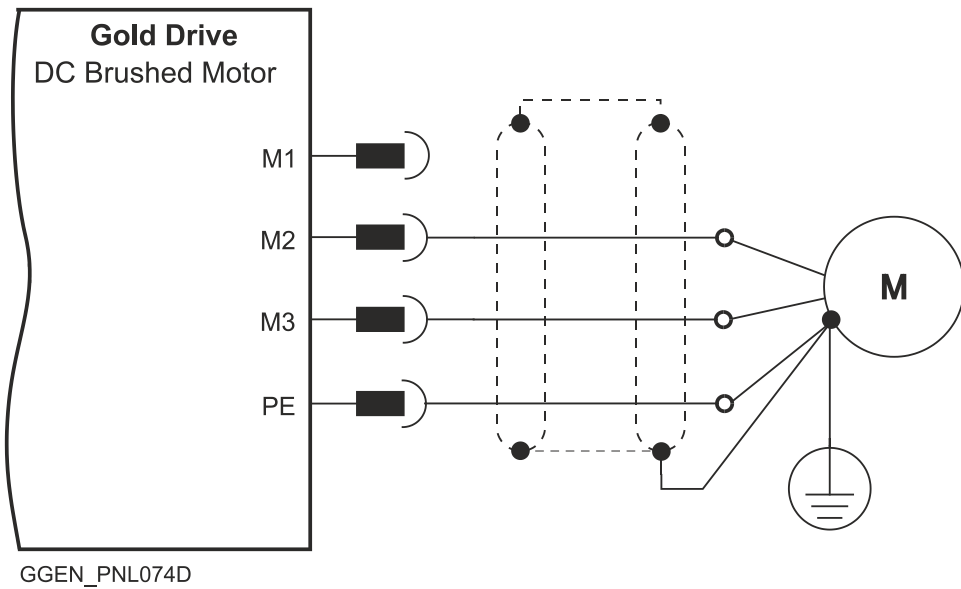 Gold Drive
DC Brushed Motor
M1
M2
M3
PE
M
GGEN_PNL074D